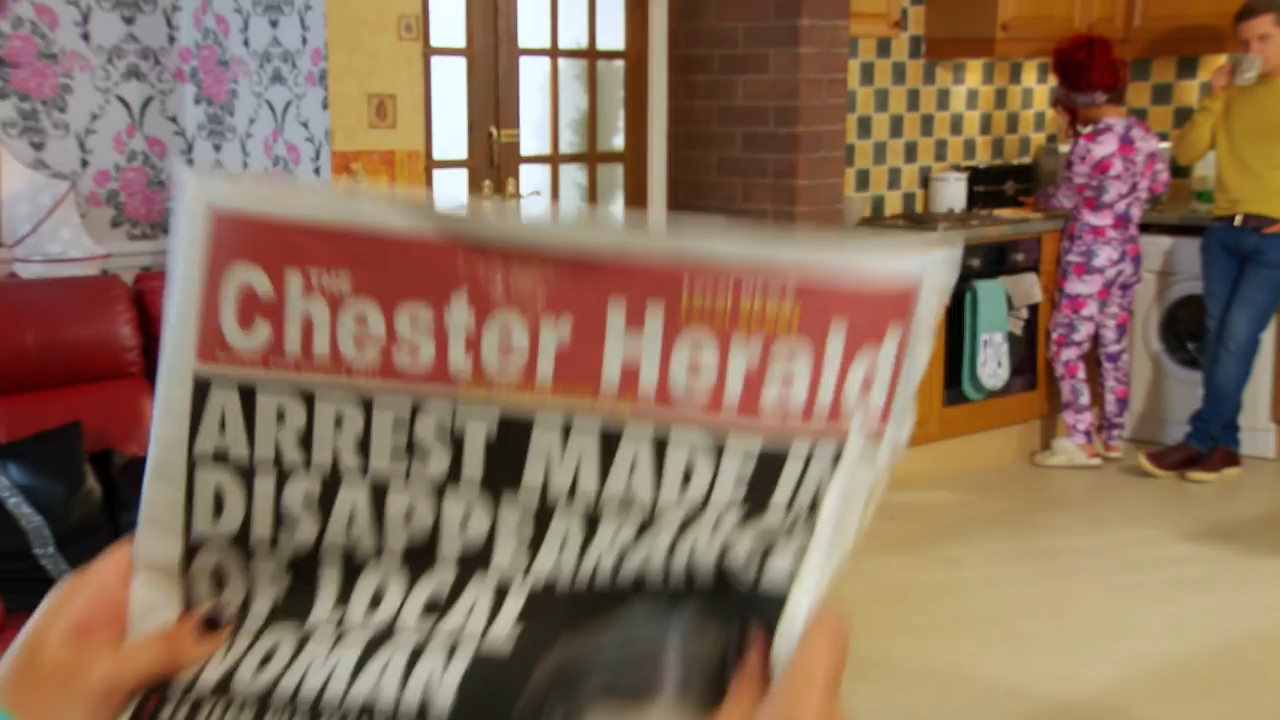 THE
Chester Herald
ARREST MADE IN
DISAPPEARANCE
OF LOCAL
WOMAN